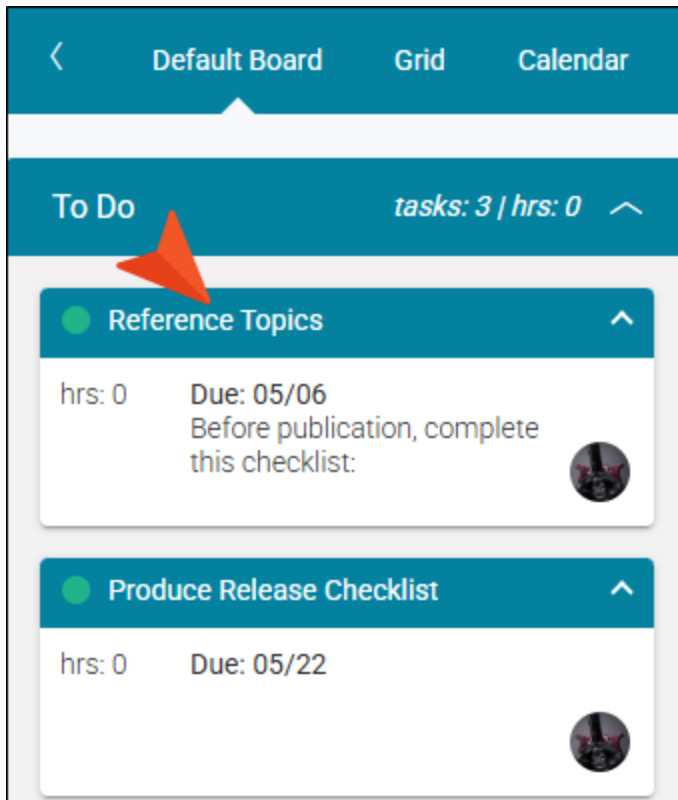 Default Board Grid Calendar
To Do tasks: 3 | hrs: 0
Reference Topics
hrs: 0 Due: 05/06
Before publication, complete
this checklist:
Produce Release Checklist
hrs: 0 Due: 05/22